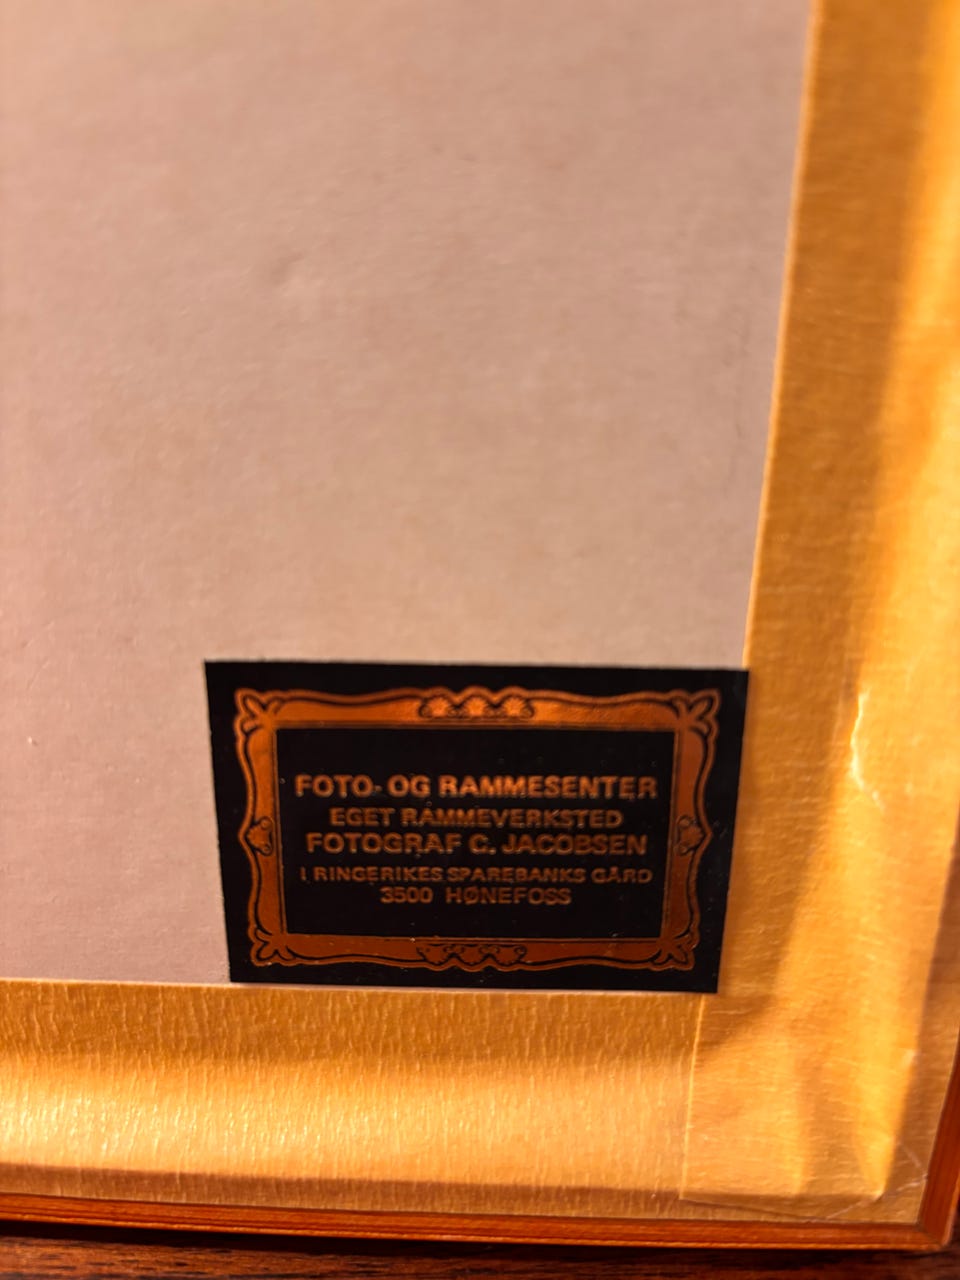 FOTO- OG RAMMESENTER
EGET RAMMEVERKSTED
FOTOGRAF C. JACOBSEN
I RINGERIKES SPAREBANKS GÅRD
3500 HØNEFOSS